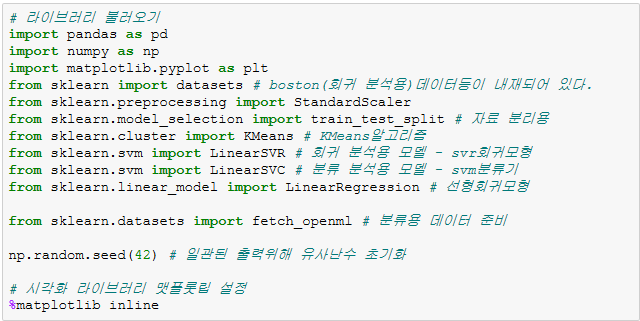 # 라이브러리 불러오기
import pandas as pd
import numpy as np
import matplotlib.pyplot as plt
from sklearn import datasets # boston(회귀 분석용)데이터등이 내재되어 있다.
from sklearn.preprocessing import StandardScaler
from sklearn.model_selection import train_test_split # 자료 분리용
from sklearn.cluster import KMeans # KMeans알고리즘
from sklearn.svm import LinearSVR # 회귀 분석용 모델 - svr회귀모형
from sklearn.svm import LinearSVC # 분류 분석용 모델 - svm분류기
from sklearn.linear_model import LinearRegression # 선형회귀모형
from sklearn.datasets import fetch_openml # 분류용 데이터 준비
np.random.seed(42) # 일관된 출력위해 유사난수 초기화
# 시각화 라이브러리 맷플롯립 설정
%matplotlib inline